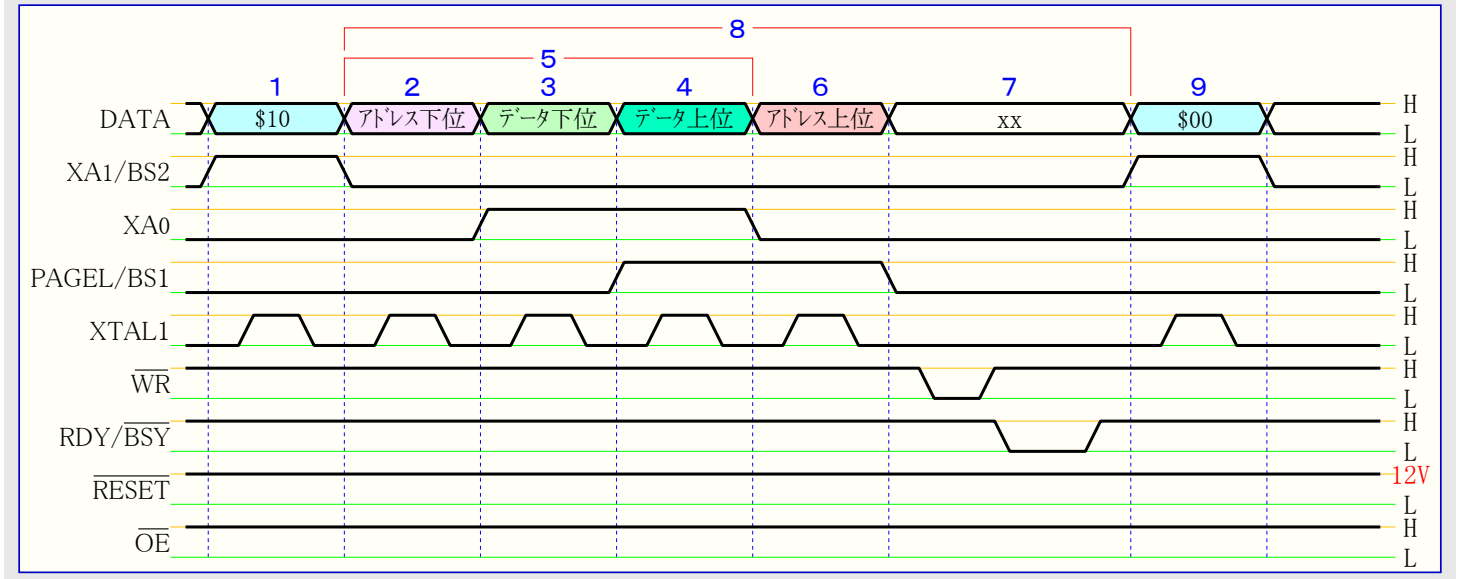 8
5
1 2 3 4 6 7 9
DATA $10 アドレス下位 データ下位 データ上位 アドレス上位 xx $00 H
L
XA1/BS2 H
L
XA0 H
L
PAGEL/BS1 H
L
XTAL1 H
L
WR H
L
RDY/BSY H
L
RESET 12V
L
OE H
L